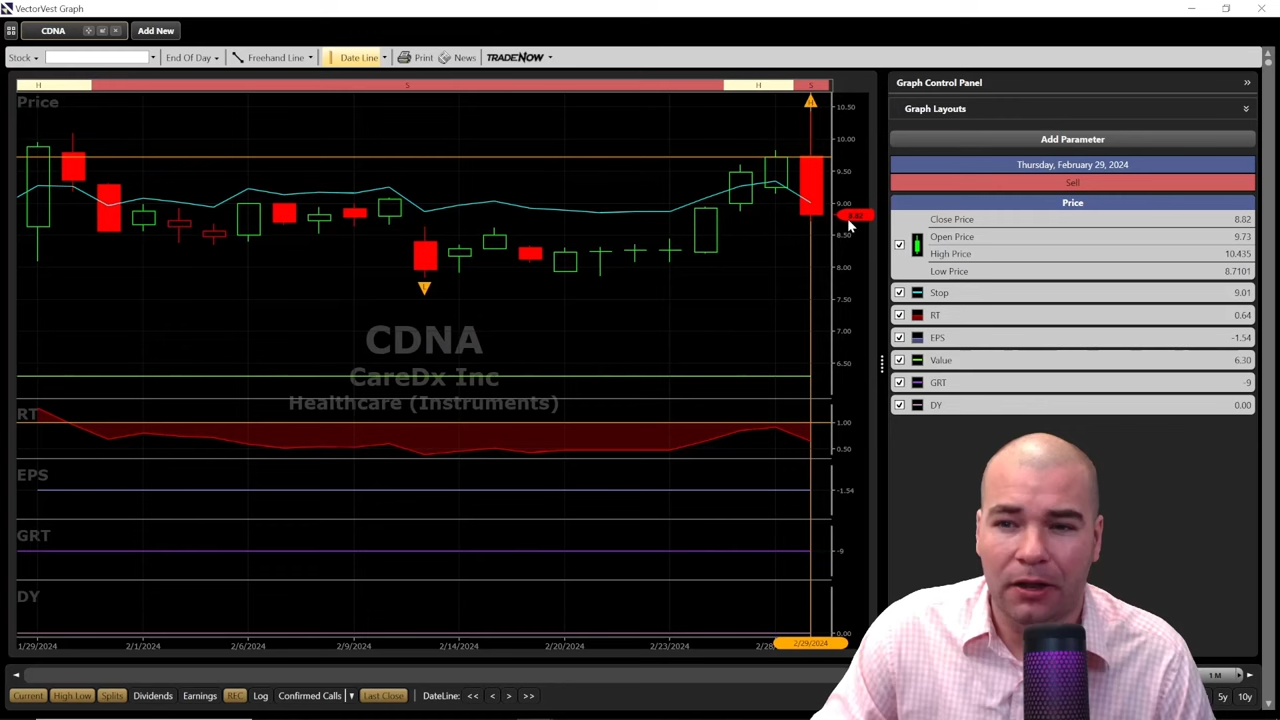 VectorVest Graph
CDNA
Add New
Stock
End Of Day
Freehand Line
Date Line
Print
News
TRADENOW
H
S
H
S
Price
10.50
10.00
9.50
9.00
8.82
8.50
8.00
7.50
7.00
6.50
CDNA
CareDx Inc
Healthcare (Instruments)
RT
1.00
0.50
EPS
-1.54
GRT
-9
DY
0.00
1/29/2024
2/1/2024
2/6/2024
2/9/2024
2/14/2024
2/20/2024
2/23/2024
2/29/2024
Current
High Low
Splits
Dividends
Earnings
REC
Log
Confirmed Calls
Last Close
DateLine:
<<
<
>
>>
1 M
5y
10y
Graph Control Panel
Graph Layouts
Add Parameter
Thursday, February 29, 2024
Sell
Price
Close Price 8.82
Open Price 9.73
High Price 10.435
Low Price 8.7101
Stop 9.01
RT 0.64
EPS -1.54
Value 6.30
GRT -9
DY 0.00